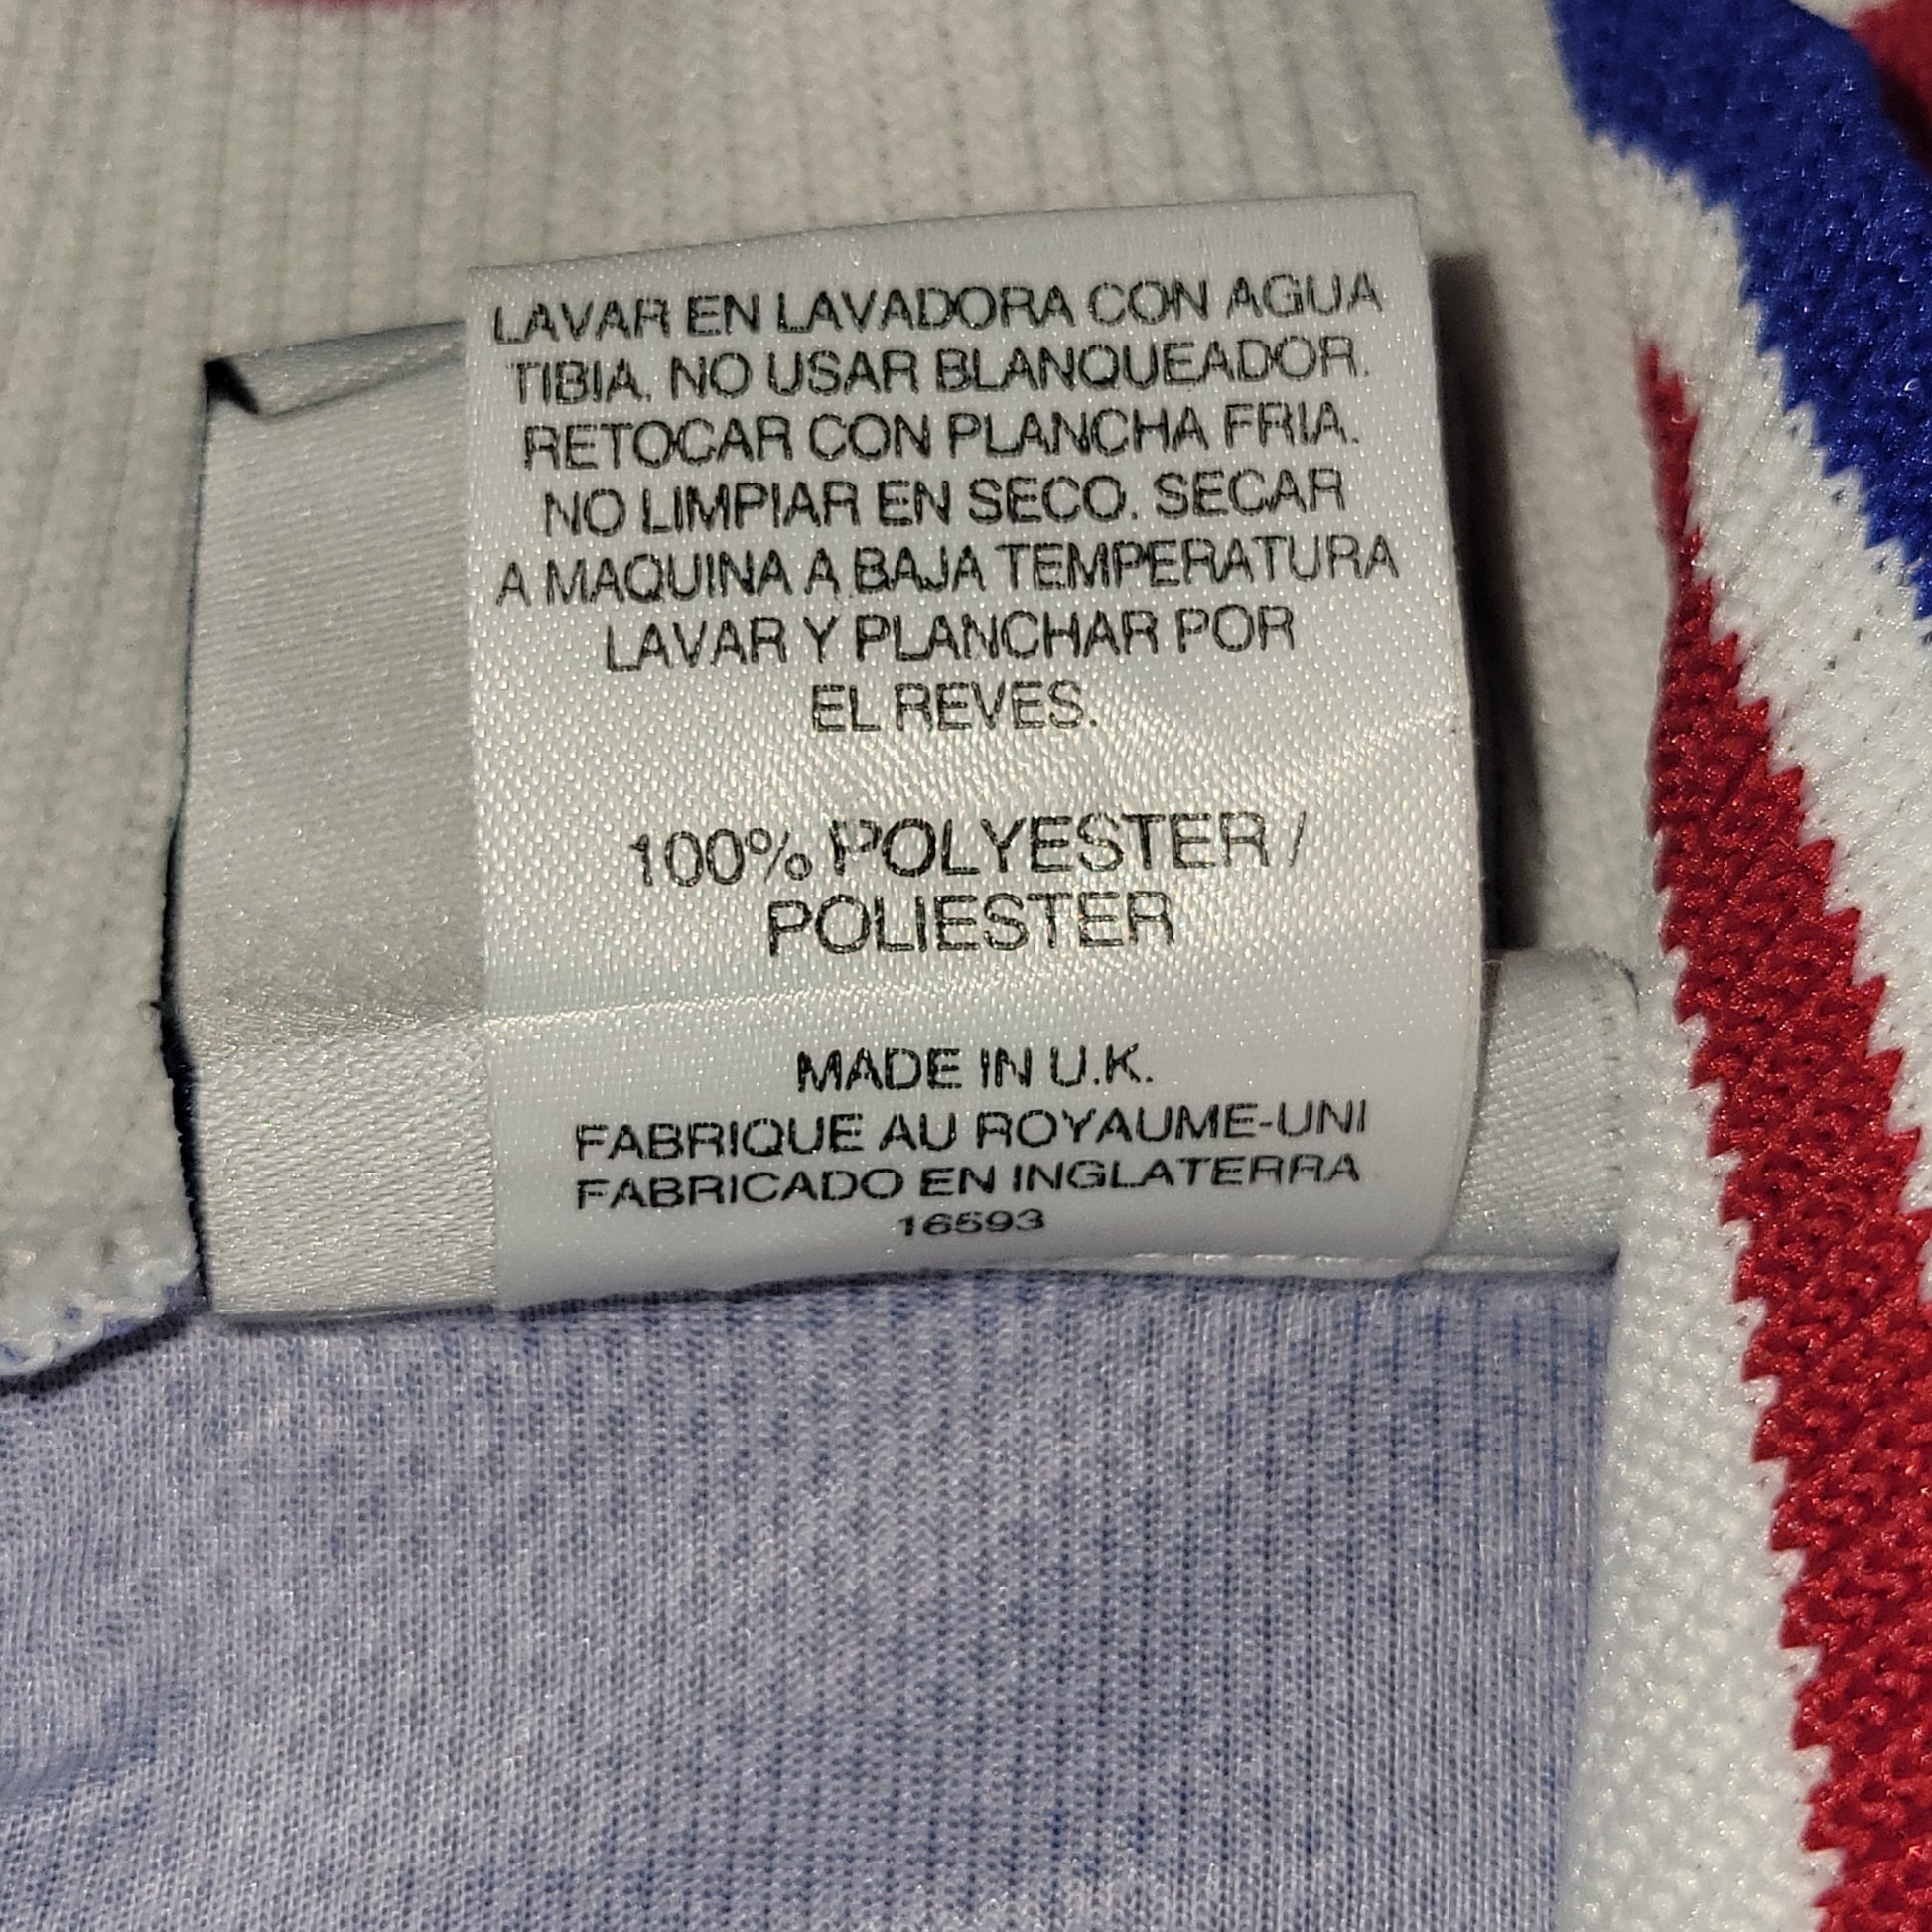 LAVAR EN LAVADORA CON AGUA
TIBIA. NO USAR BLANQUEADOR.
RETOCAR CON PLANCHA FRIA.
NO LIMPIAR EN SECO. SECAR
A MAQUINA A BAJA TEMPERATURA
LAVAR Y PLANCHAR POR
EL REVES.
100% POLYESTER /
POLIESTER
MADE IN U.K.
FABRIQUE AU ROYAUME-UNI
FABRICADO EN INGLATERRA
16593